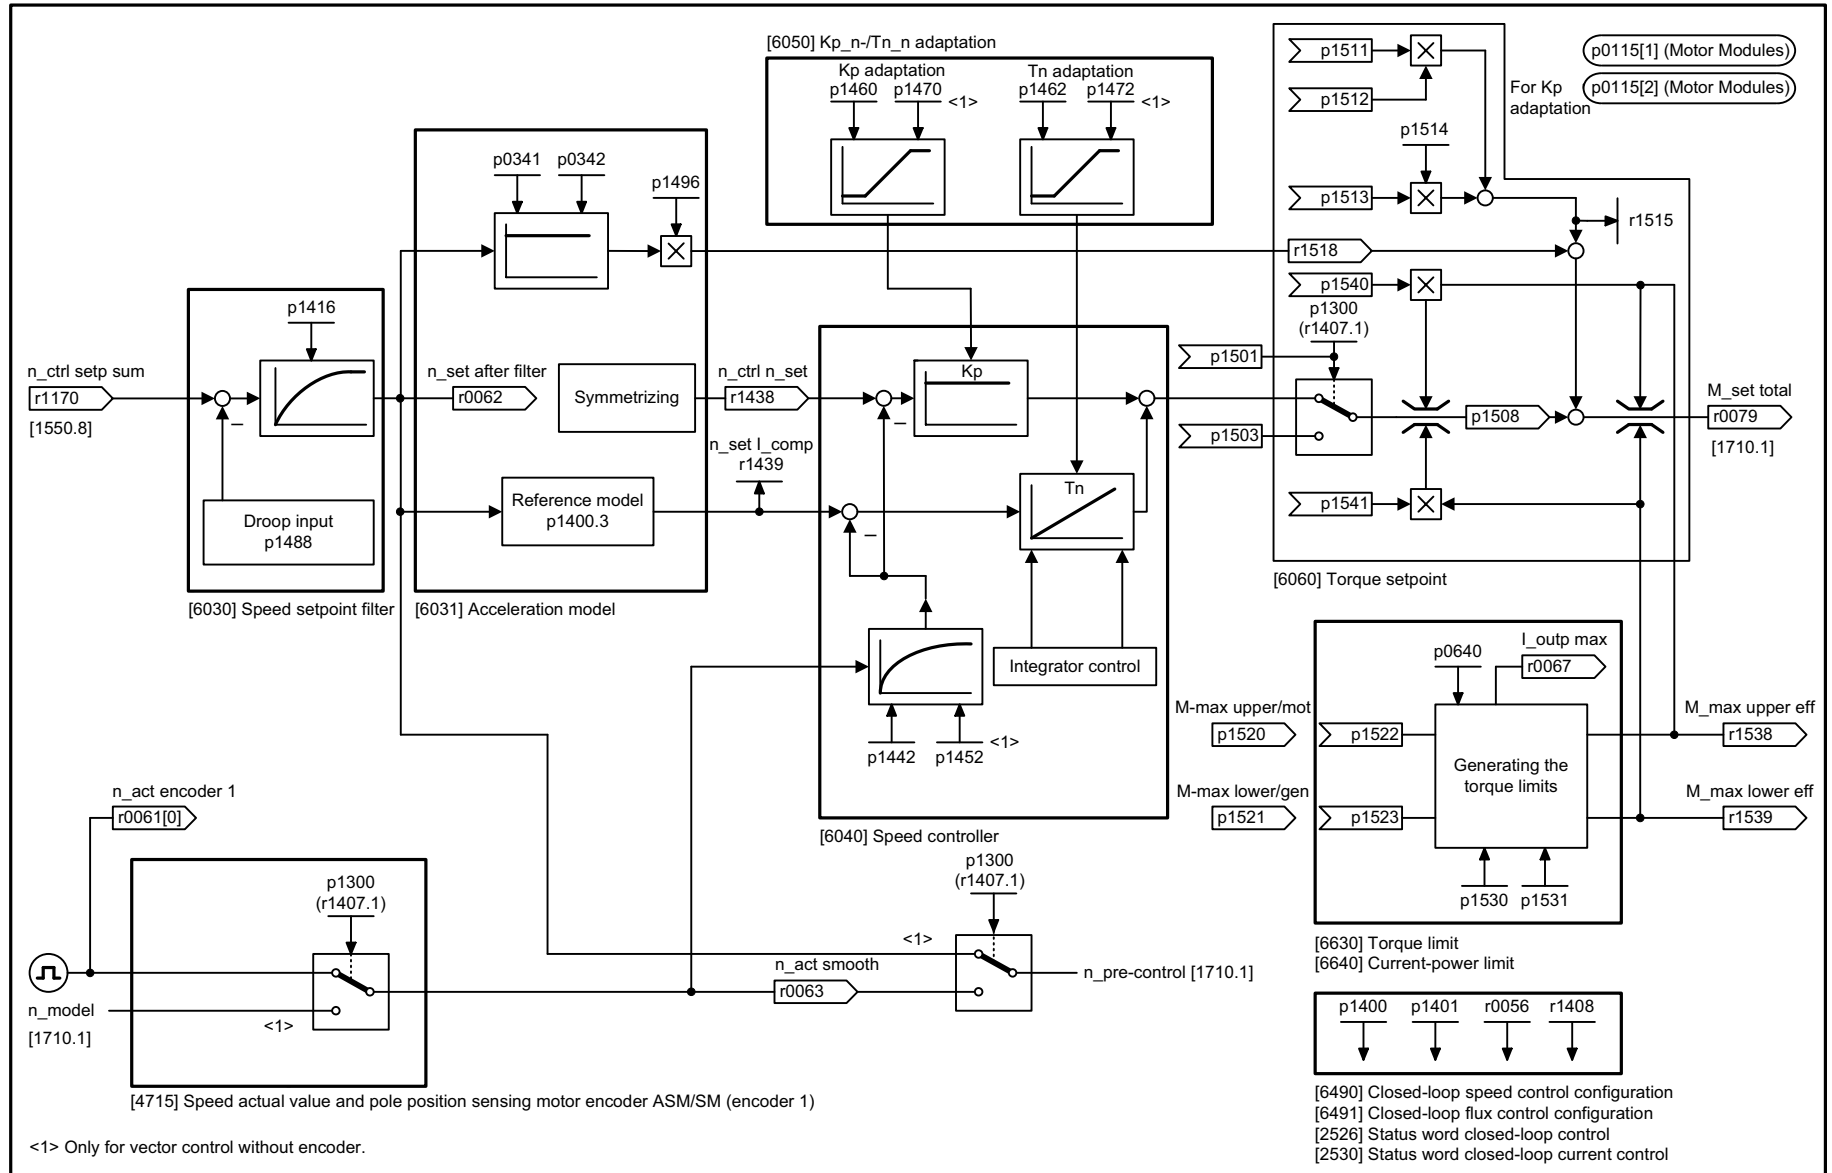 [6050] Kp_n-/Tn_n adaptation
Kp adaptation
p1460
p1470
<1>
Tn adaptation
p1462
p1472
<1>
p1511
p1512
For Kp
adaptation
p0115[1] (Motor Modules)
p0115[2] (Motor Modules)
p1514
p1513
r1515
r1518
p1540
p1300
(r1407.1)
p1501
p1503
p1508
p1541
M_set total
r0079
[1710.1]
[6060] Torque setpoint
p0341
p0342
p1496
Symmetrizing
Reference model
p1400.3
[6031] Acceleration model
n_ctrl setp sum
r1170
[1550.8]
p1416
–
Droop input
p1488
[6030] Speed setpoint filter
n_set after filter
r0062
n_ctrl n_set
r1438
n_set I_comp
r1439
Kp
–
Tn
–
Integrator control
p1442
p1452
<1>
[6040] Speed controller
I_outp max
p0640
r0067
M-max upper/mot
p1520
p1522
M-max lower/gen
p1521
p1523
Generating the
torque limits
M_max upper eff
r1538
M_max lower eff
r1539
p1530
p1531
[6630] Torque limit
[6640] Current-power limit
n_act encoder 1
r0061[0]
p1300
(r1407.1)
n_model
[1710.1]
<1>
n_act smooth
r0063
p1300
(r1407.1)
<1>
n_pre-control [1710.1]
[4715] Speed actual value and pole position sensing motor encoder ASM/SM (encoder 1)
p1400
p1401
r0056
r1408
[6490] Closed-loop speed control configuration
[6491] Closed-loop flux control configuration
[2526] Status word closed-loop control
[2530] Status word closed-loop current control
<1> Only for vector control without encoder.